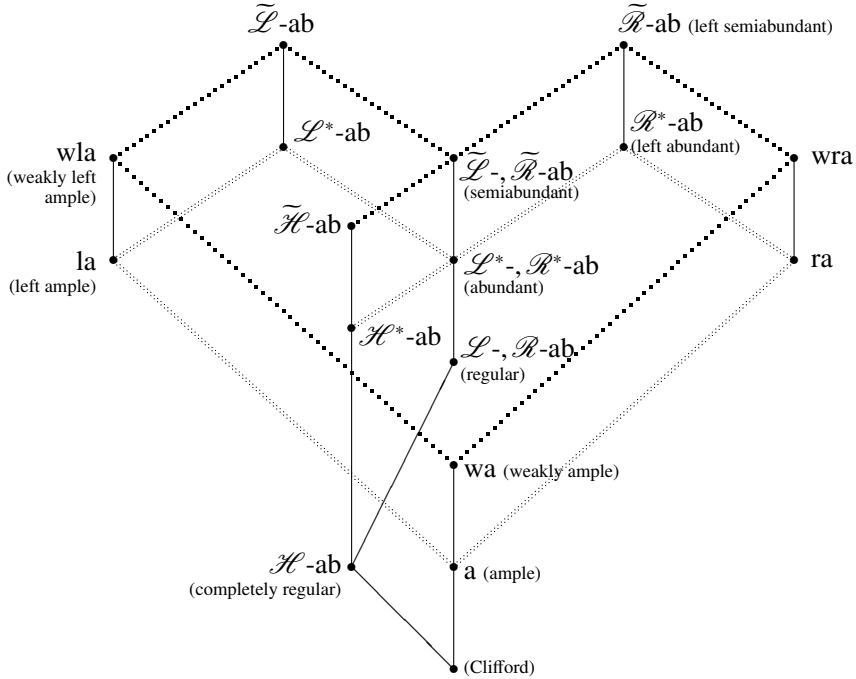 ℒ̃-ab
ℛ̃-ab (left semiabundant)
ℒ*-ab
ℛ*-ab
(left abundant)
wla
(weakly left
ample)
ℒ̃-, ℛ̃-ab
(semiabundant)
wra
ℋ̃-ab
la
(left ample)
ℒ*-, ℛ*-ab
(abundant)
ra
ℋ*-ab
ℒ-, ℛ-ab
(regular)
wa (weakly ample)
ℋ-ab
(completely regular)
a (ample)
(Clifford)